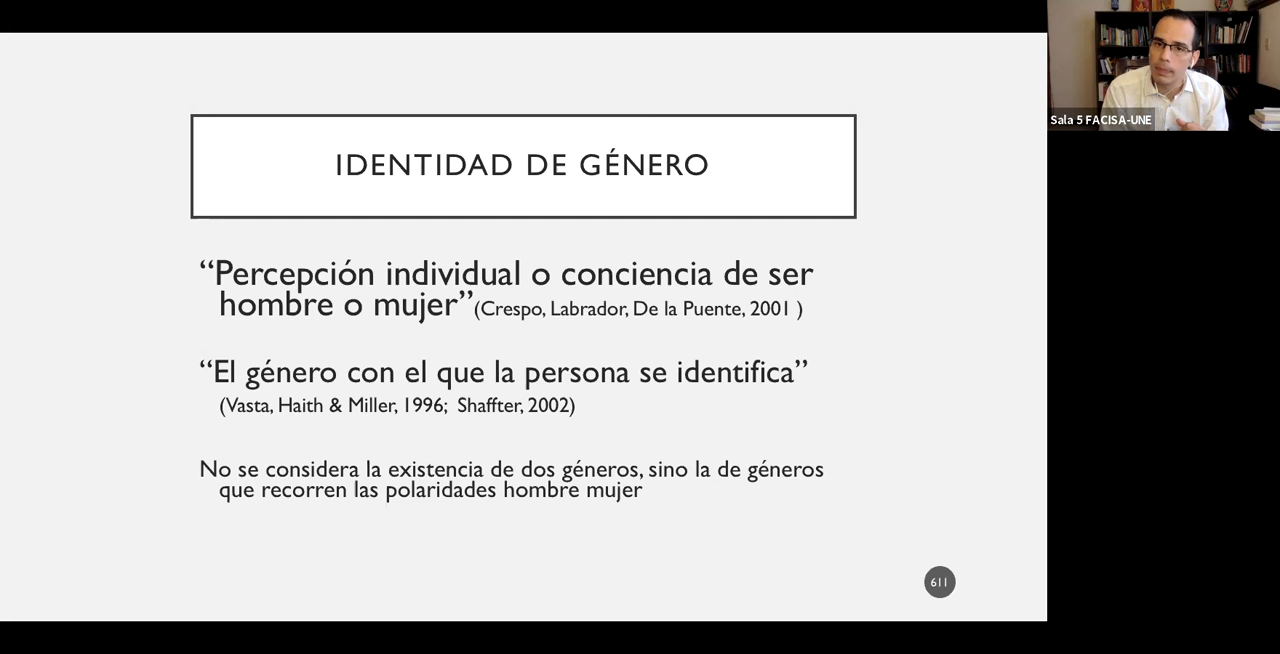 IDENTIDAD DE GÉNERO
“Percepción individual o conciencia de ser
hombre o mujer”(Crespo, Labrador, De la Puente, 2001 )
“El género con el que la persona se identifica”
(Vasta, Haith & Miller, 1996; Shaffter, 2002)
No se considera la existencia de dos géneros, sino la de géneros
que recorren las polaridades hombre mujer
611
Sala 5 FACISA-UNE